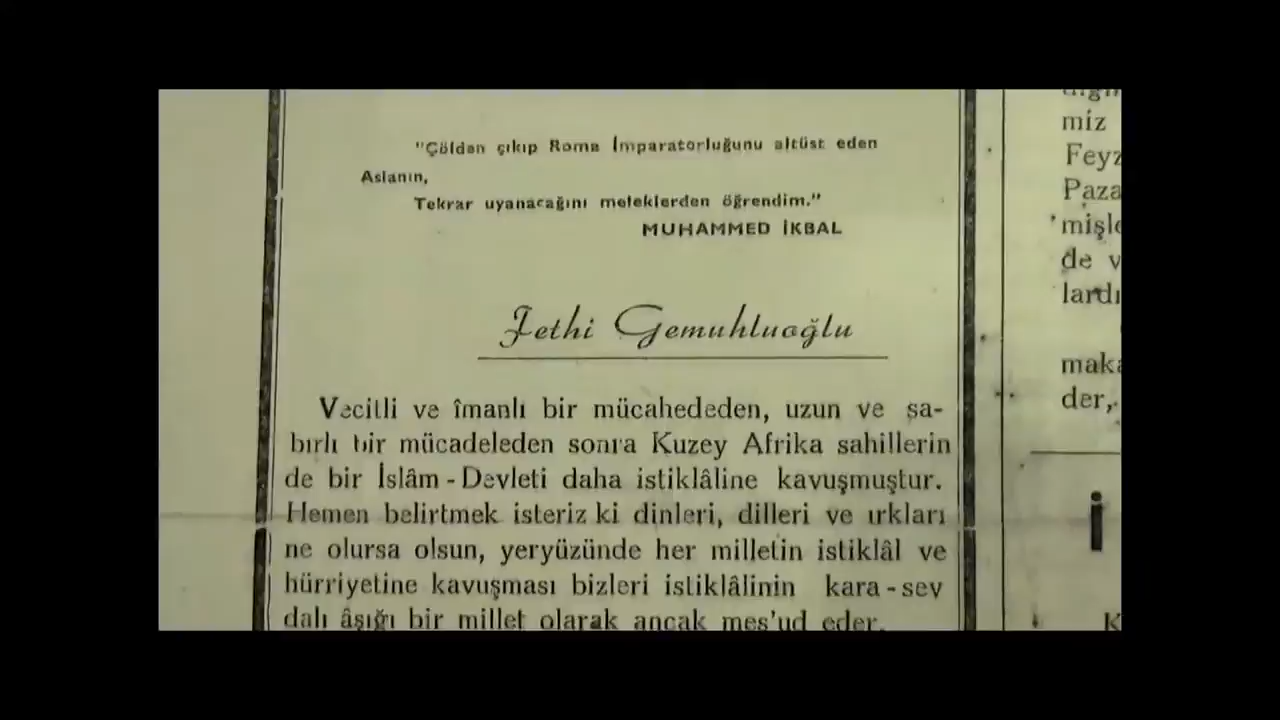 "Çölden çıkıp Roma İmparatorluğunu altüst eden
Aslanın,
Tekrar uyanacağını meleklerden öğrendim."
MUHAMMED İKBAL
Fethi Gemuhluoğlu
Vecitli ve îmanlı bir mücahededen, uzun ve sa-
bırlı bir mücadeleden sonra Kuzey Afrika sahillerin
de bir İslâm - Devleti daha istiklâline kavuşmuştur.
Hemen belirtmek isteriz ki dinleri, dilleri ve ırkları
ne olursa olsun, yeryüzünde her milletin istiklâl ve
hürriyetine kavuşması bizleri istiklâlinin kara - sev
dalı âşığı bir millet olarak ancak mes'ud eder.
miz
Feyz
Paza
mişle
de v
lardı
maka
der,
İ
K